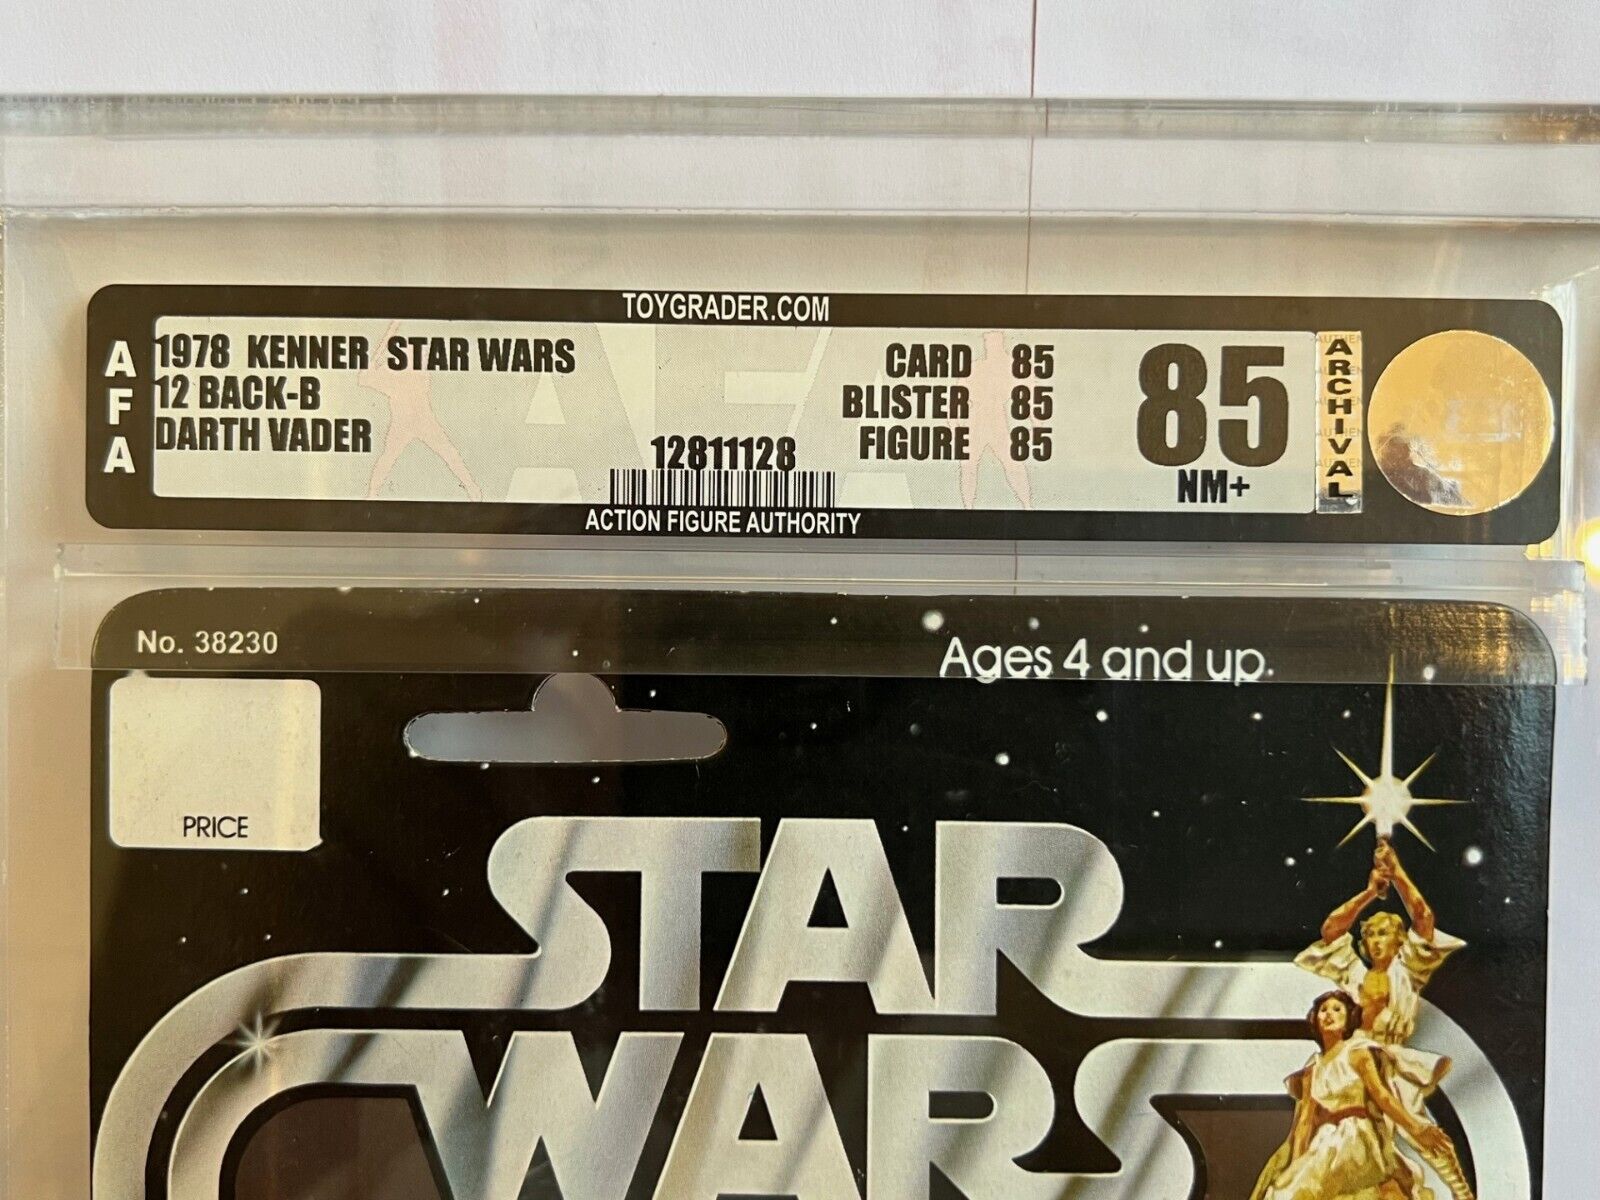 TOYGRADER.COM
AFA
1978 KENNER STAR WARS
12 BACK-B
DARTH VADER
12811128
CARD 85
BLISTER 85
FIGURE 85
85
NM+
ARCHIVAL
ACTION FIGURE AUTHORITY
No. 38230
Ages 4 and up.
PRICE
STAR
WARS